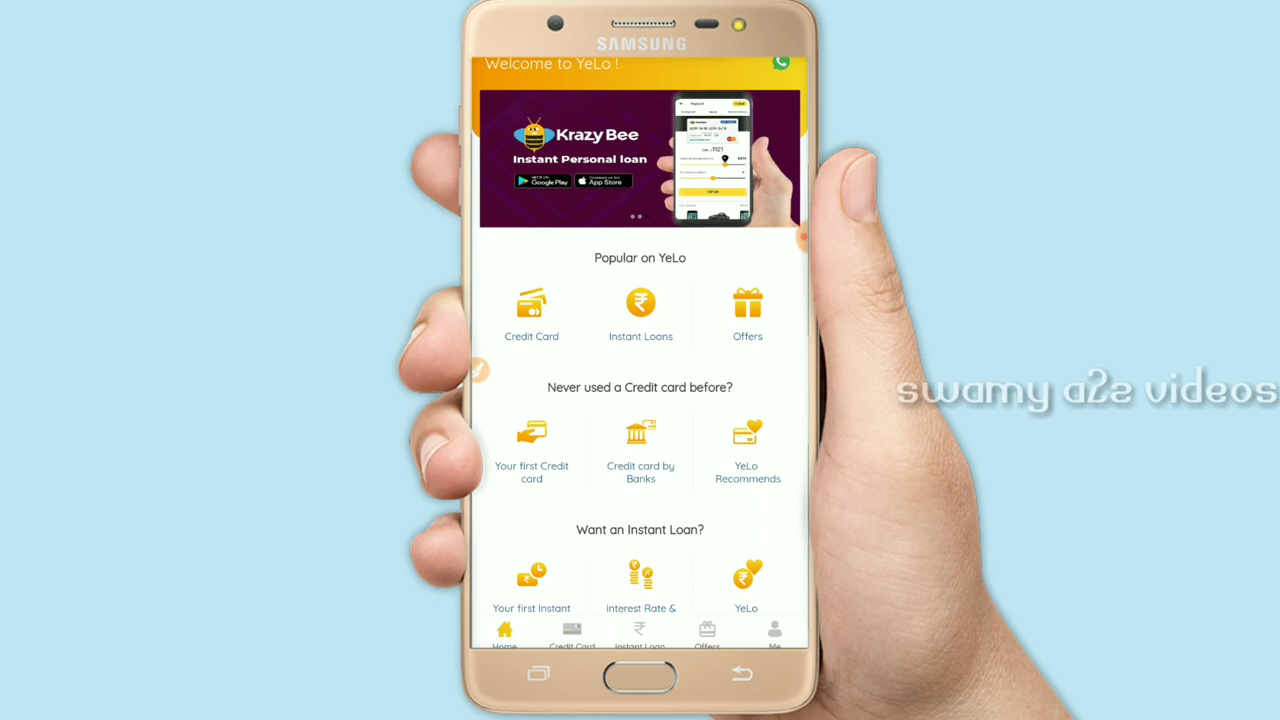 SAMSUNG
Welcome to YeLo !
Krazy Bee
Instant Personal loan
GET IT ON
Google Play
Download on the
App Store
Popular on YeLo
Credit Card
Instant Loans
Offers
Never used a Credit card before?
Your first Credit
card
Credit card by
Banks
YeLo
Recommends
Want an Instant Loan?
Your first Instant
Interest Rate &
YeLo
Home
Credit Card
Instant Loan
Offers
Me
swamy a2z videos